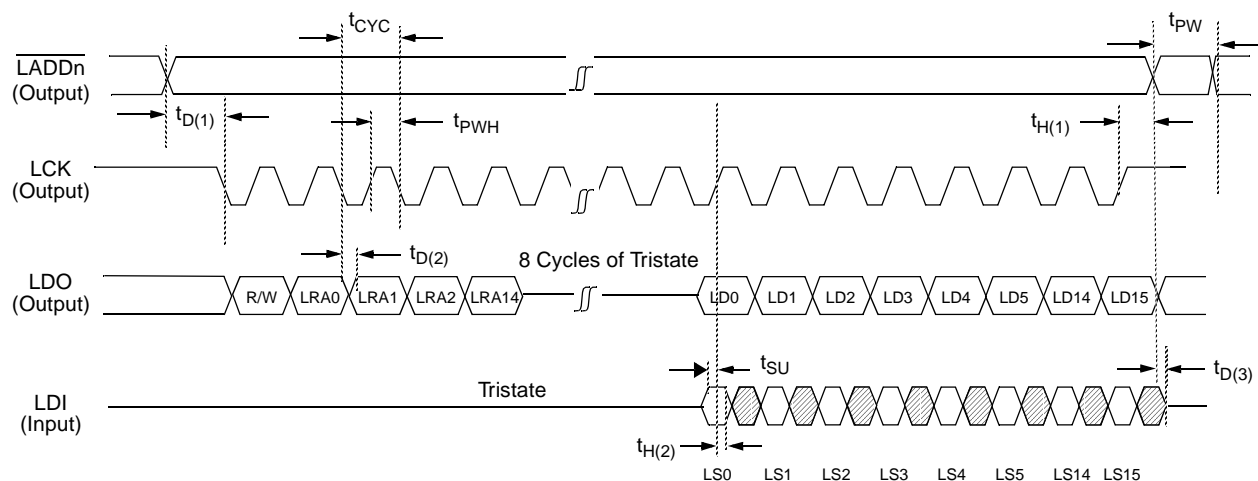 tCYC
tPW
LADDn
(Output)
tD(1)
tPWH
tH(1)
LCK
(Output)
tD(2)
8 Cycles of Tristate
LDO
(Output)
R/W LRA0 LRA1 LRA2 LRA14 LD0 LD1 LD2 LD3 LD4 LD5 LD14 LD15
tSU
tD(3)
Tristate
LDI
(Input)
tH(2)
LS0 LS1 LS2 LS3 LS4 LS5 LS14 LS15